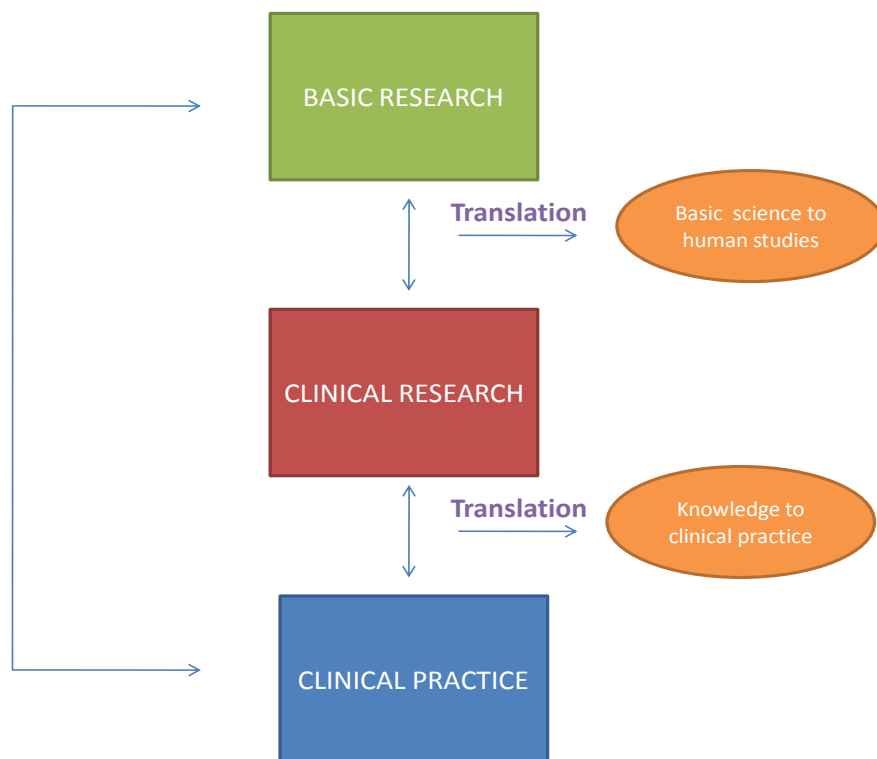 BASIC RESEARCH
Translation
Basic science to
human studies
CLINICAL RESEARCH
Translation
Knowledge to
clinical practice
CLINICAL PRACTICE